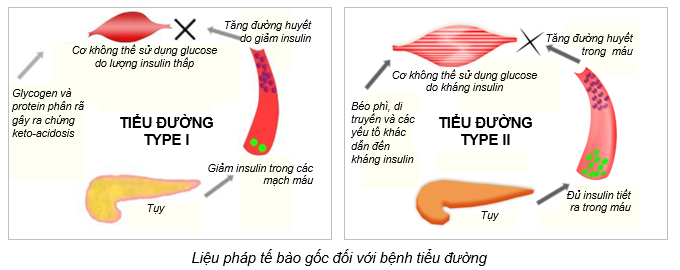 Tăng đường huyết
do giảm insulin
Cơ không thể sử dụng glucose
do lượng insulin thấp
Glycogen và
protein phân rã
gây ra chứng
keto-acidosis
TIỂU ĐƯỜNG
TYPE I
Giảm insulin trong các
mạch máu
Tụy
Tăng đường huyết
trong máu
Cơ không thể sử dụng glucose
do kháng insulin
Béo phì, di
truyền và các
yếu tố khác
dẫn đến
kháng insulin
TIỂU ĐƯỜNG
TYPE II
Đủ insulin tiết
ra trong máu
Tụy
Liệu pháp tế bào gốc đối với bệnh tiểu đường